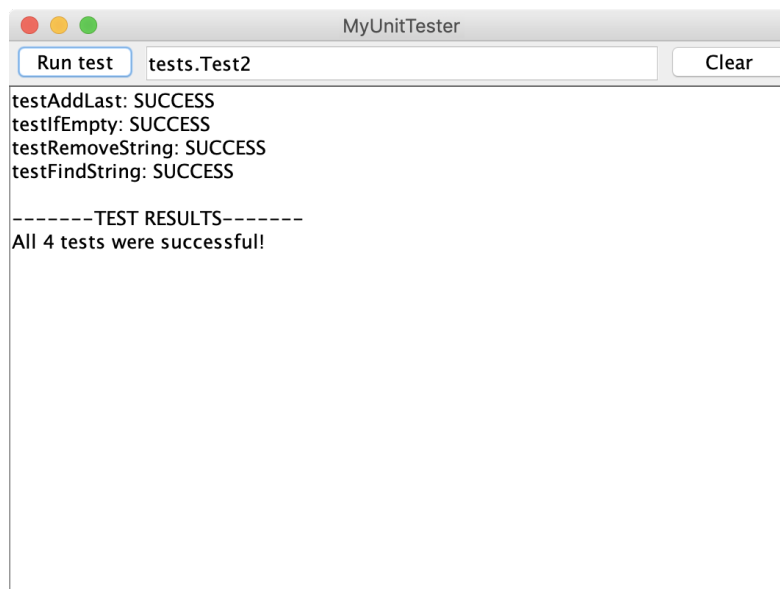 MyUnitTester
Run test tests.Test2 Clear
testAddLast: SUCCESS
testIfEmpty: SUCCESS
testRemoveString: SUCCESS
testFindString: SUCCESS
-------TEST RESULTS-------
All 4 tests were successful!